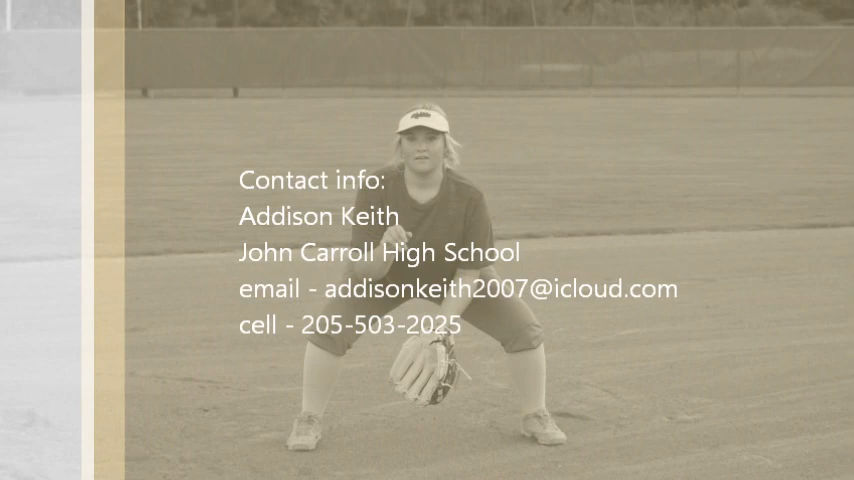 Contact info:
Addison Keith
John Carroll High School
email - addisonkeith2007@icloud.com
cell - 205-503-2025